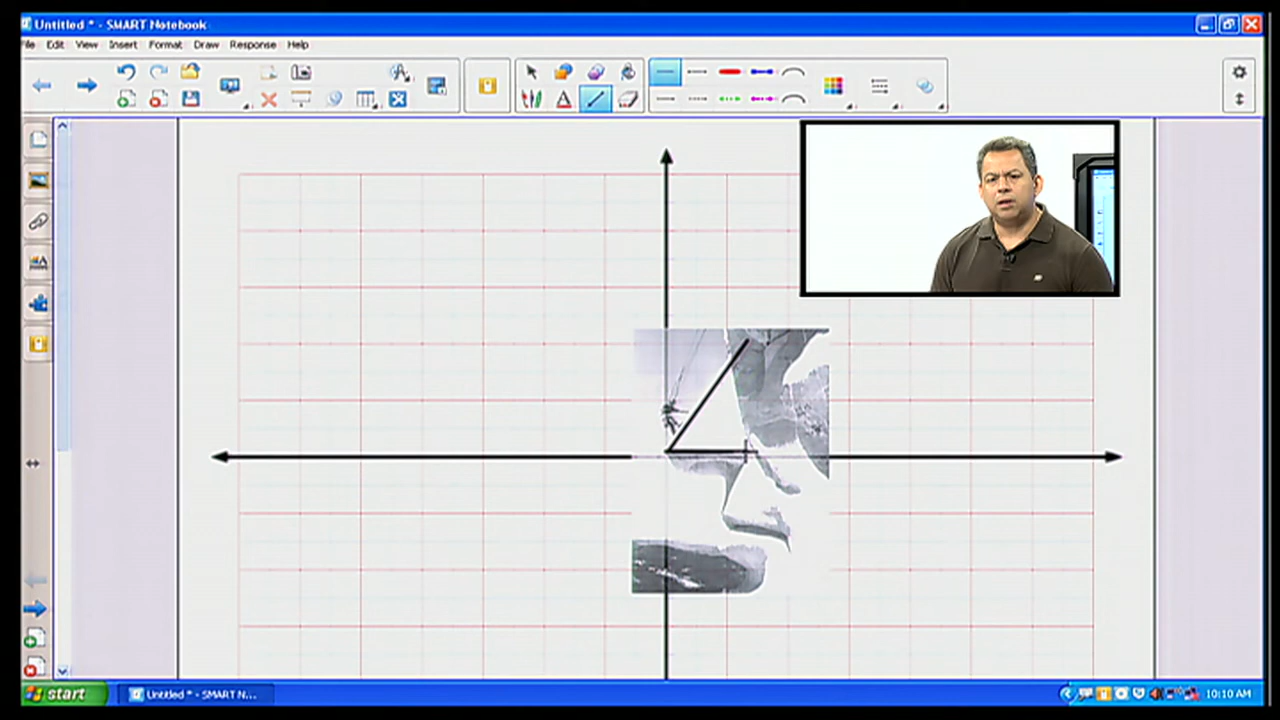 Untitled * - SMART Notebook
File Edit View Insert Format Draw Response Help
start
Untitled * - SMART N...
10:10 AM